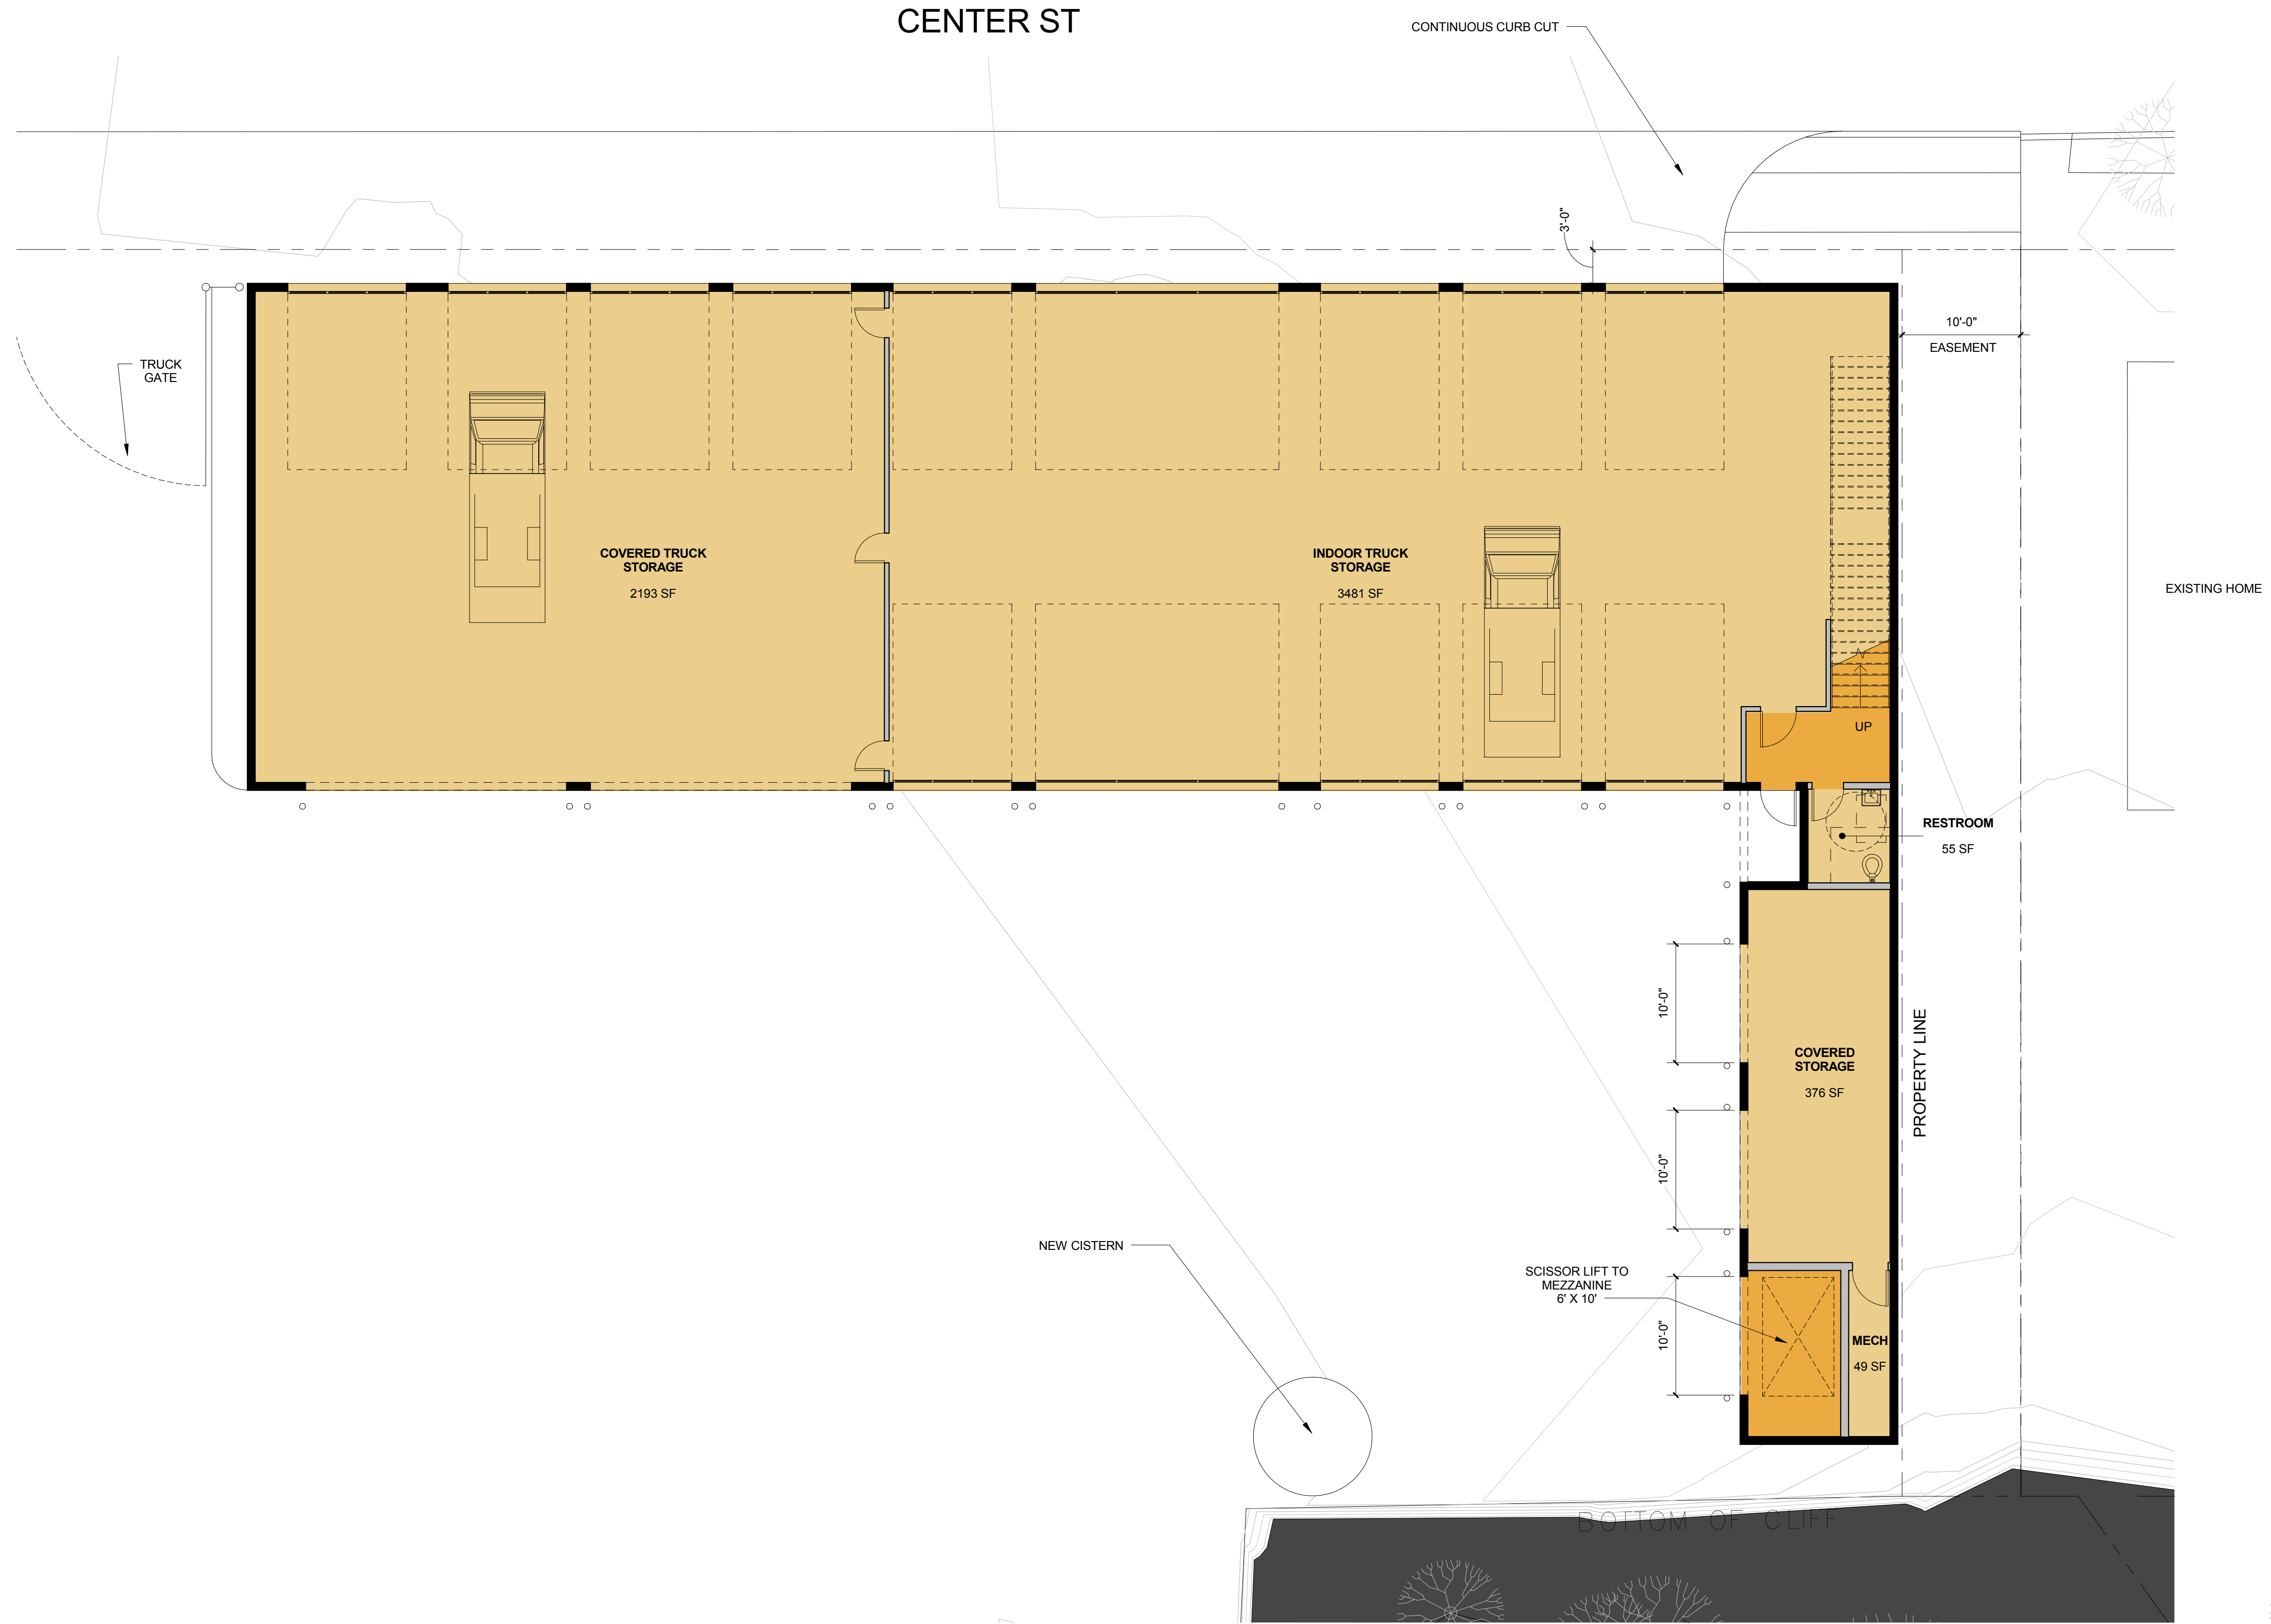 CENTER ST
CONTINUOUS CURB CUT
3'-0"
10'-0"
EASEMENT
TRUCK
GATE
COVERED TRUCK
STORAGE
2193 SF
INDOOR TRUCK
STORAGE
3481 SF
EXISTING HOME
UP
RESTROOM
55 SF
10'-0"
COVERED
STORAGE
376 SF
PROPERTY LINE
10'-0"
NEW CISTERN
SCISSOR LIFT TO
MEZZANINE
6' X 10'
10'-0"
MECH
49 SF
BOTTOM OF CLIFF